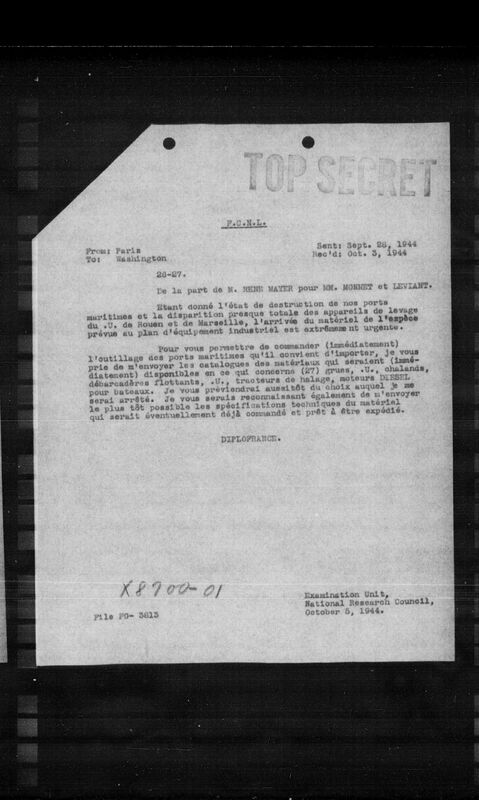 TOP SECRET
F.C.N.L.
From: Paris
To: Washington
Sent: Sept. 28, 1944
Rec'd: Oct. 3, 1944
26-27.
De la part de M. RENE MAYER pour MM. MONNET et LEVIANT.
Etant donné l'état de destruction de nos ports
maritimes et la disparition presque totale des appareils de levage
du .U. de Rouen et de Marseille, l'arrivée du matériel de l'espèce
prévue au plan d'équipement industriel est extrêmement urgente.
Pour vous permettre de commander (immédiatement)
l'outillage des ports maritimes qu'il convient d'importer, je vous
prie de m'envoyer les catalogues des matériaux qui seraient (immé-
diatement) disponibles en ce qui concerne (27) grues, .U., chalands,
débarcadères flottants, .U., tracteurs de halage, moteurs DIESEL
pour bateaux. Je vous préviendrai aussitôt du choix auquel je me
serai arrêté. Je vous serais reconnaissant également de m'envoyer
le plus tôt possible les spécifications techniques du matériel
qui serait éventuellement déjà commandé et prêt à être expédié.
DIPLOFRANCE.
X8700-01
File FG- 3813
Examination Unit,
National Research Council,
October 5, 1944.